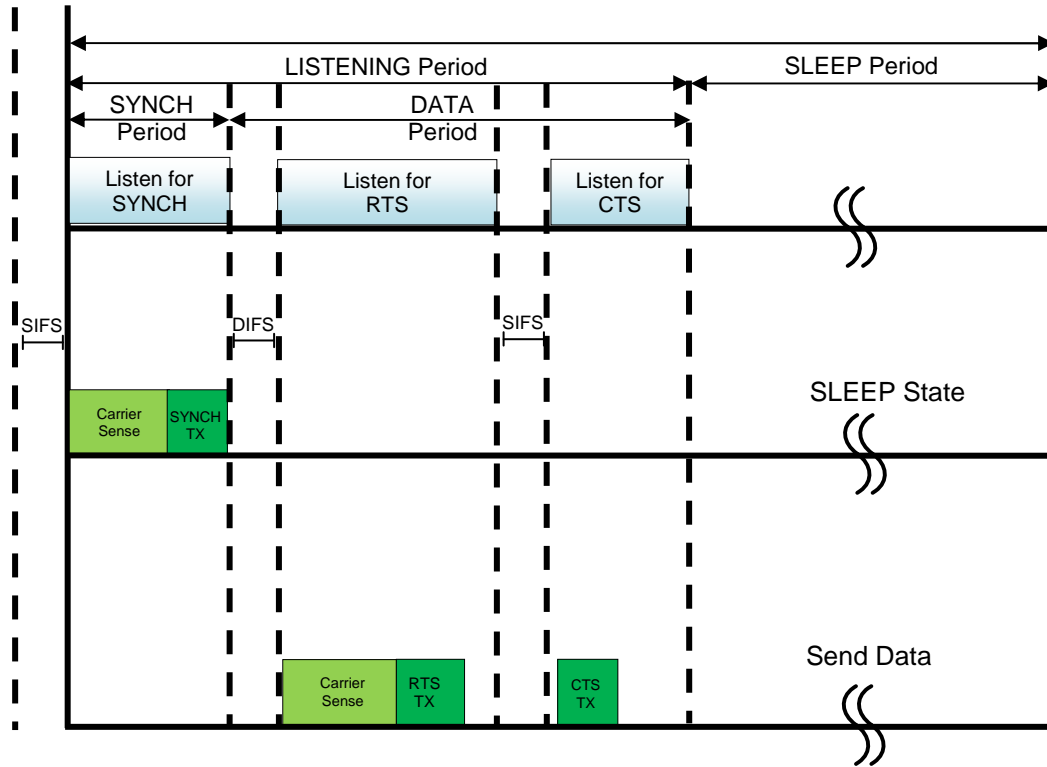 LISTENING Period
SLEEP Period
SYNCH
Period
DATA
Period
Listen for
SYNCH
Listen for
RTS
Listen for
CTS
SIFS
DIFS
SIFS
Carrier
Sense
SYNCH
TX
SLEEP State
Carrier
Sense
RTS
TX
CTS
TX
Send Data